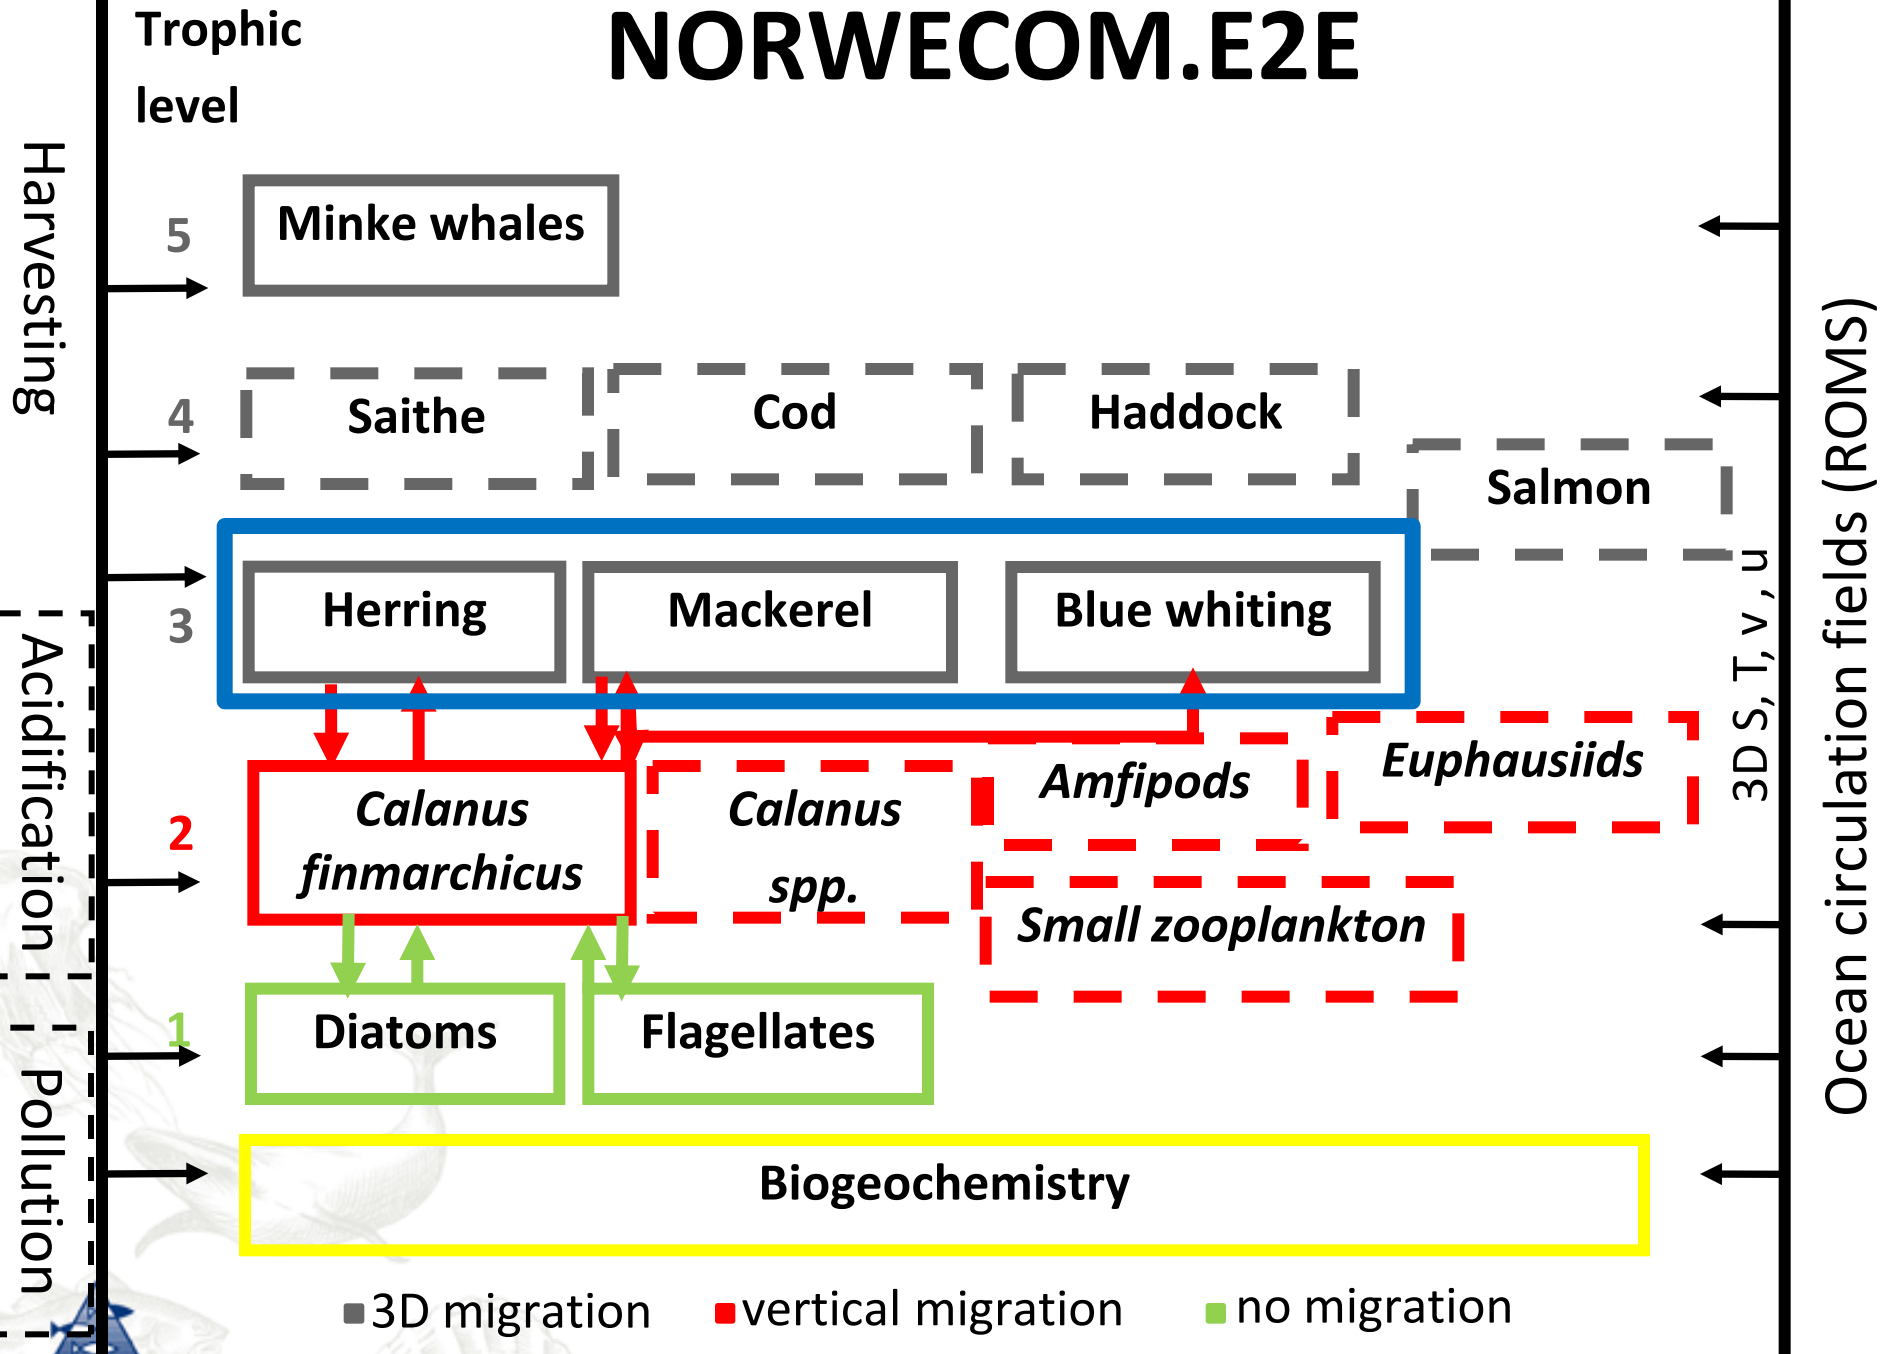 Trophic
level
NORWECOM.E2E
Harvesting
5
Minke whales
4
Saithe
Cod
Haddock
Salmon
3
Herring
Mackerel
Blue whiting
Acidification
2
Calanus
finmarchicus
Calanus
spp.
Amfipods
Euphausiids
Small zooplankton
1
Diatoms
Flagellates
Pollution
Biogeochemistry
3D S, T, v , u
Ocean circulation fields (ROMS)
3D migration
vertical migration
no migration